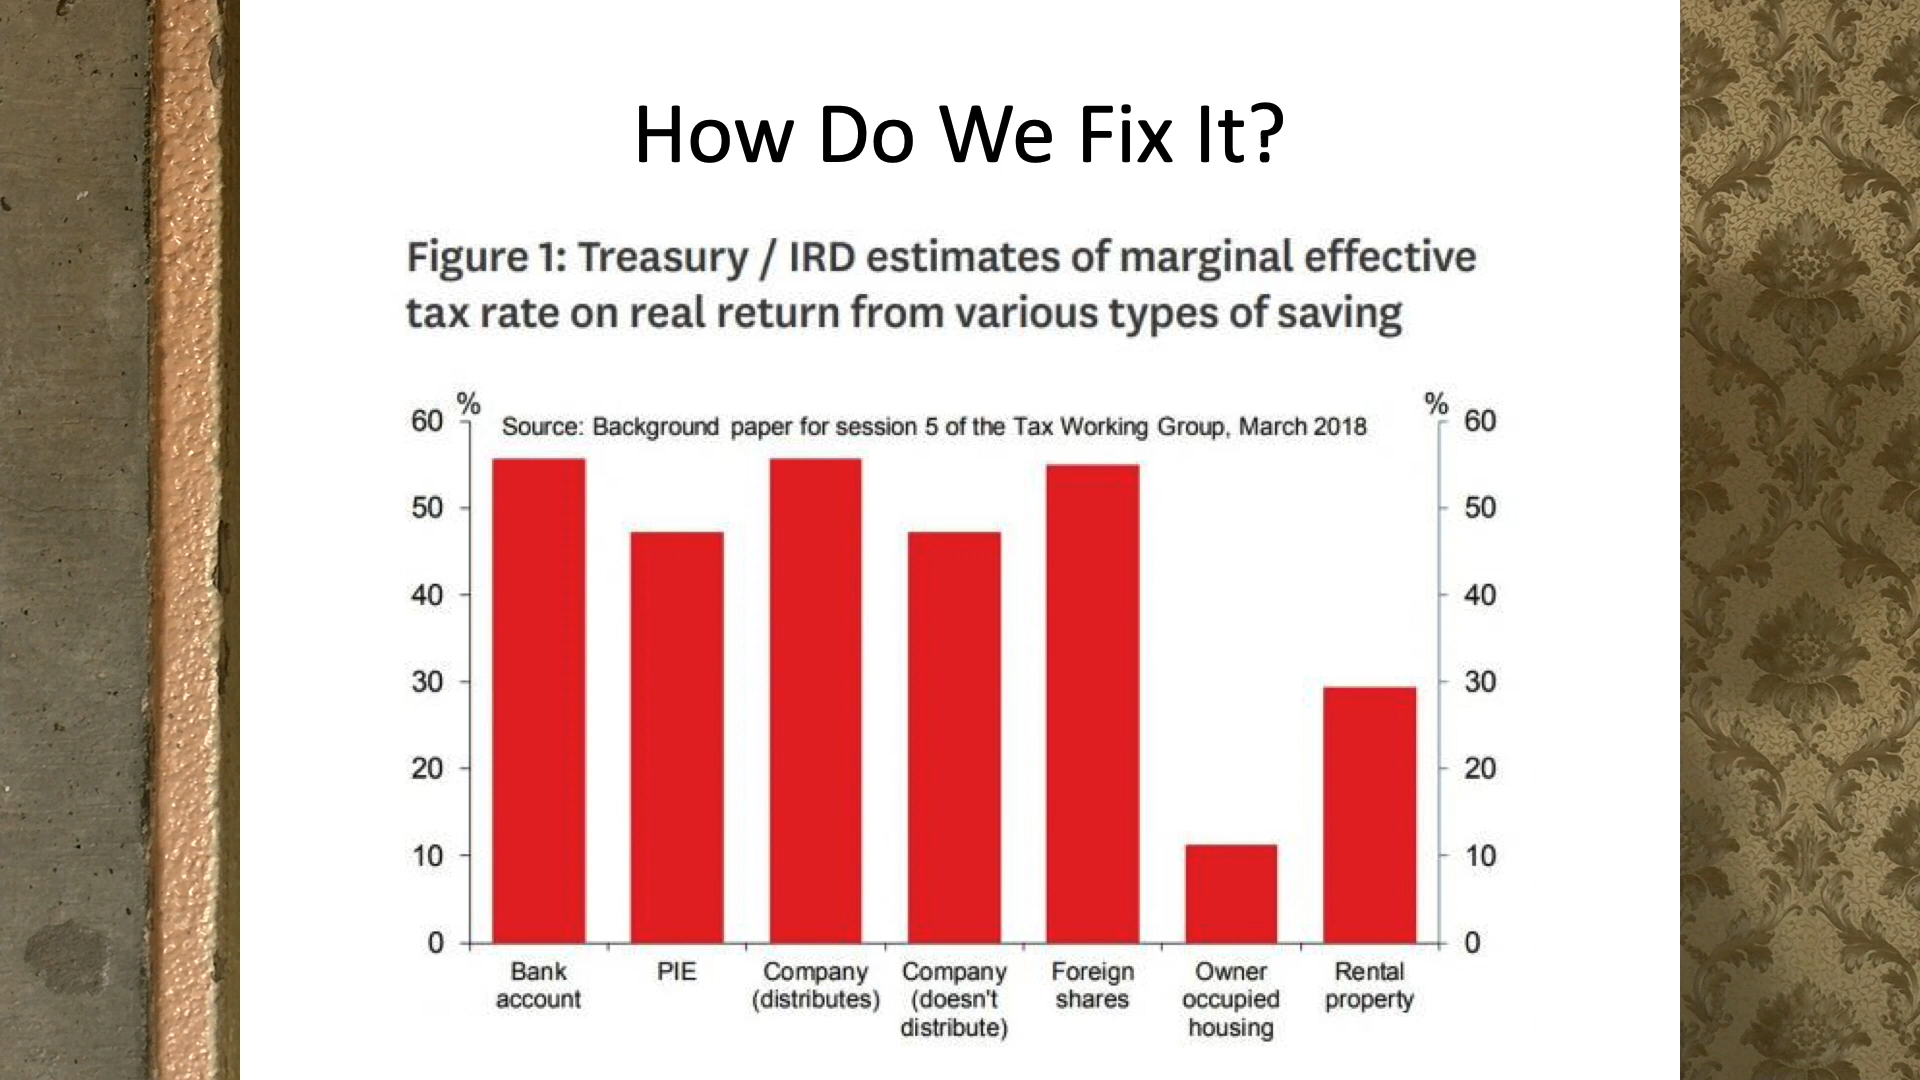 How Do We Fix It?
Figure 1: Treasury / IRD estimates of marginal effective
tax rate on real return from various types of saving
% %
60 Source: Background paper for session 5 of the Tax Working Group, March 2018 60
50 50
40 40
30 30
20 20
10 10
0 0
Bank PIE Company Company Foreign Owner Rental
account (distributes) (doesn't shares occupied property
distribute) housing